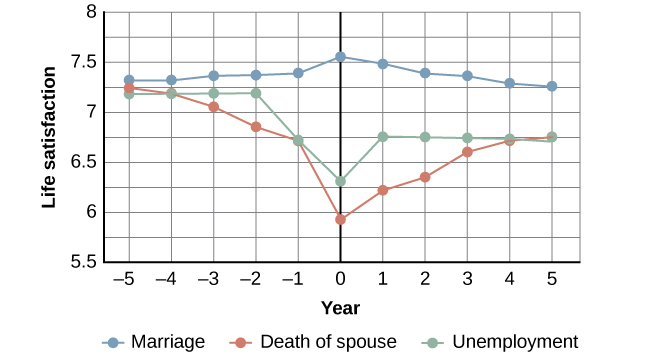 8
7.5
7
6.5
6
5.5
Life satisfaction
–5 –4 –3 –2 –1 0 1 2 3 4 5
Year
Marriage Death of spouse Unemployment